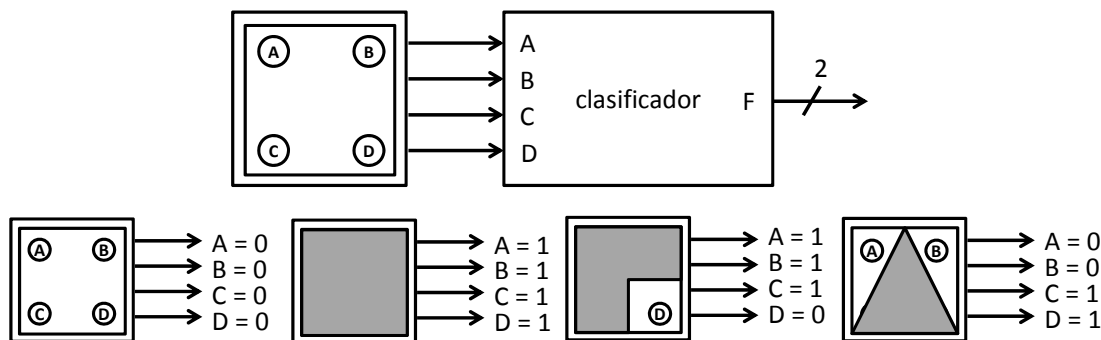 A B
C D
A
B
C
D
clasificador
F
2
A B
C D
A = 0
B = 0
C = 0
D = 0
A = 1
B = 1
C = 1
D = 1
D
A = 1
B = 1
C = 1
D = 0
A B
A = 0
B = 0
C = 1
D = 1